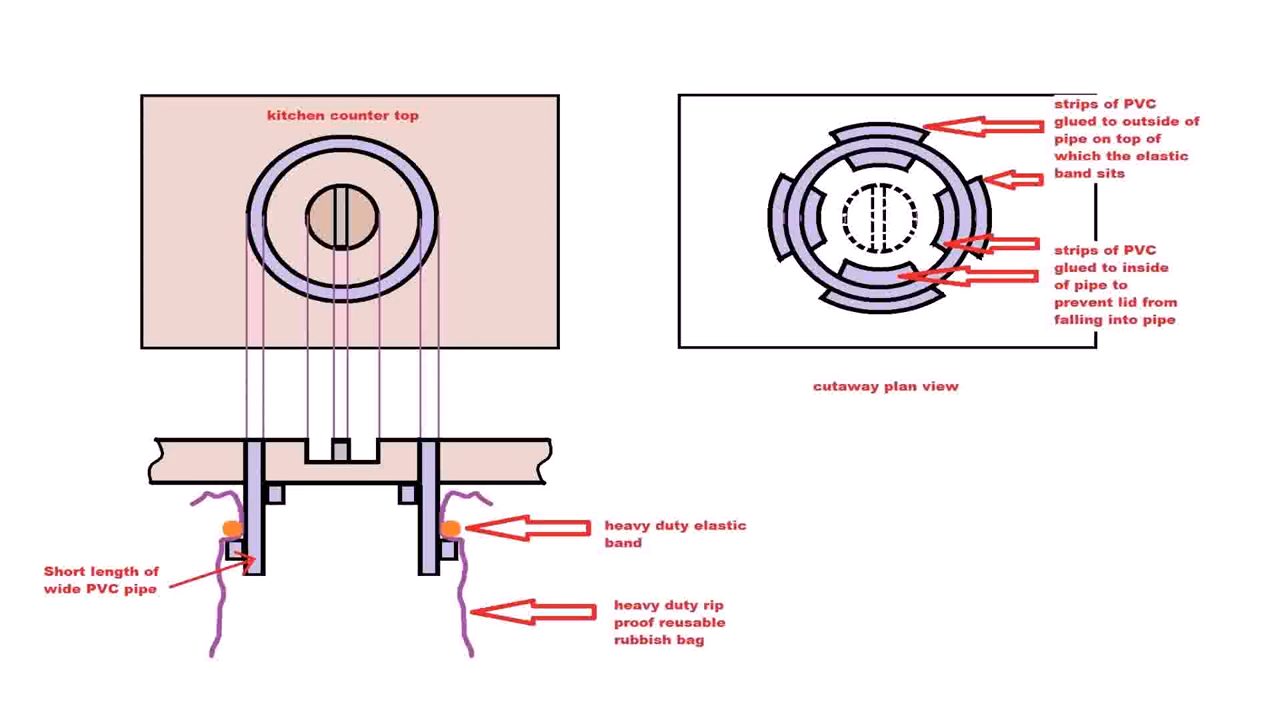 kitchen counter top
strips of PVC
glued to outside of
pipe on top of
which the elastic
band sits
strips of PVC
glued to inside
of pipe to
prevent lid from
falling into pipe
cutaway plan view
heavy duty elastic
band
Short length of
wide PVC pipe
heavy duty rip
proof reusable
rubbish bag